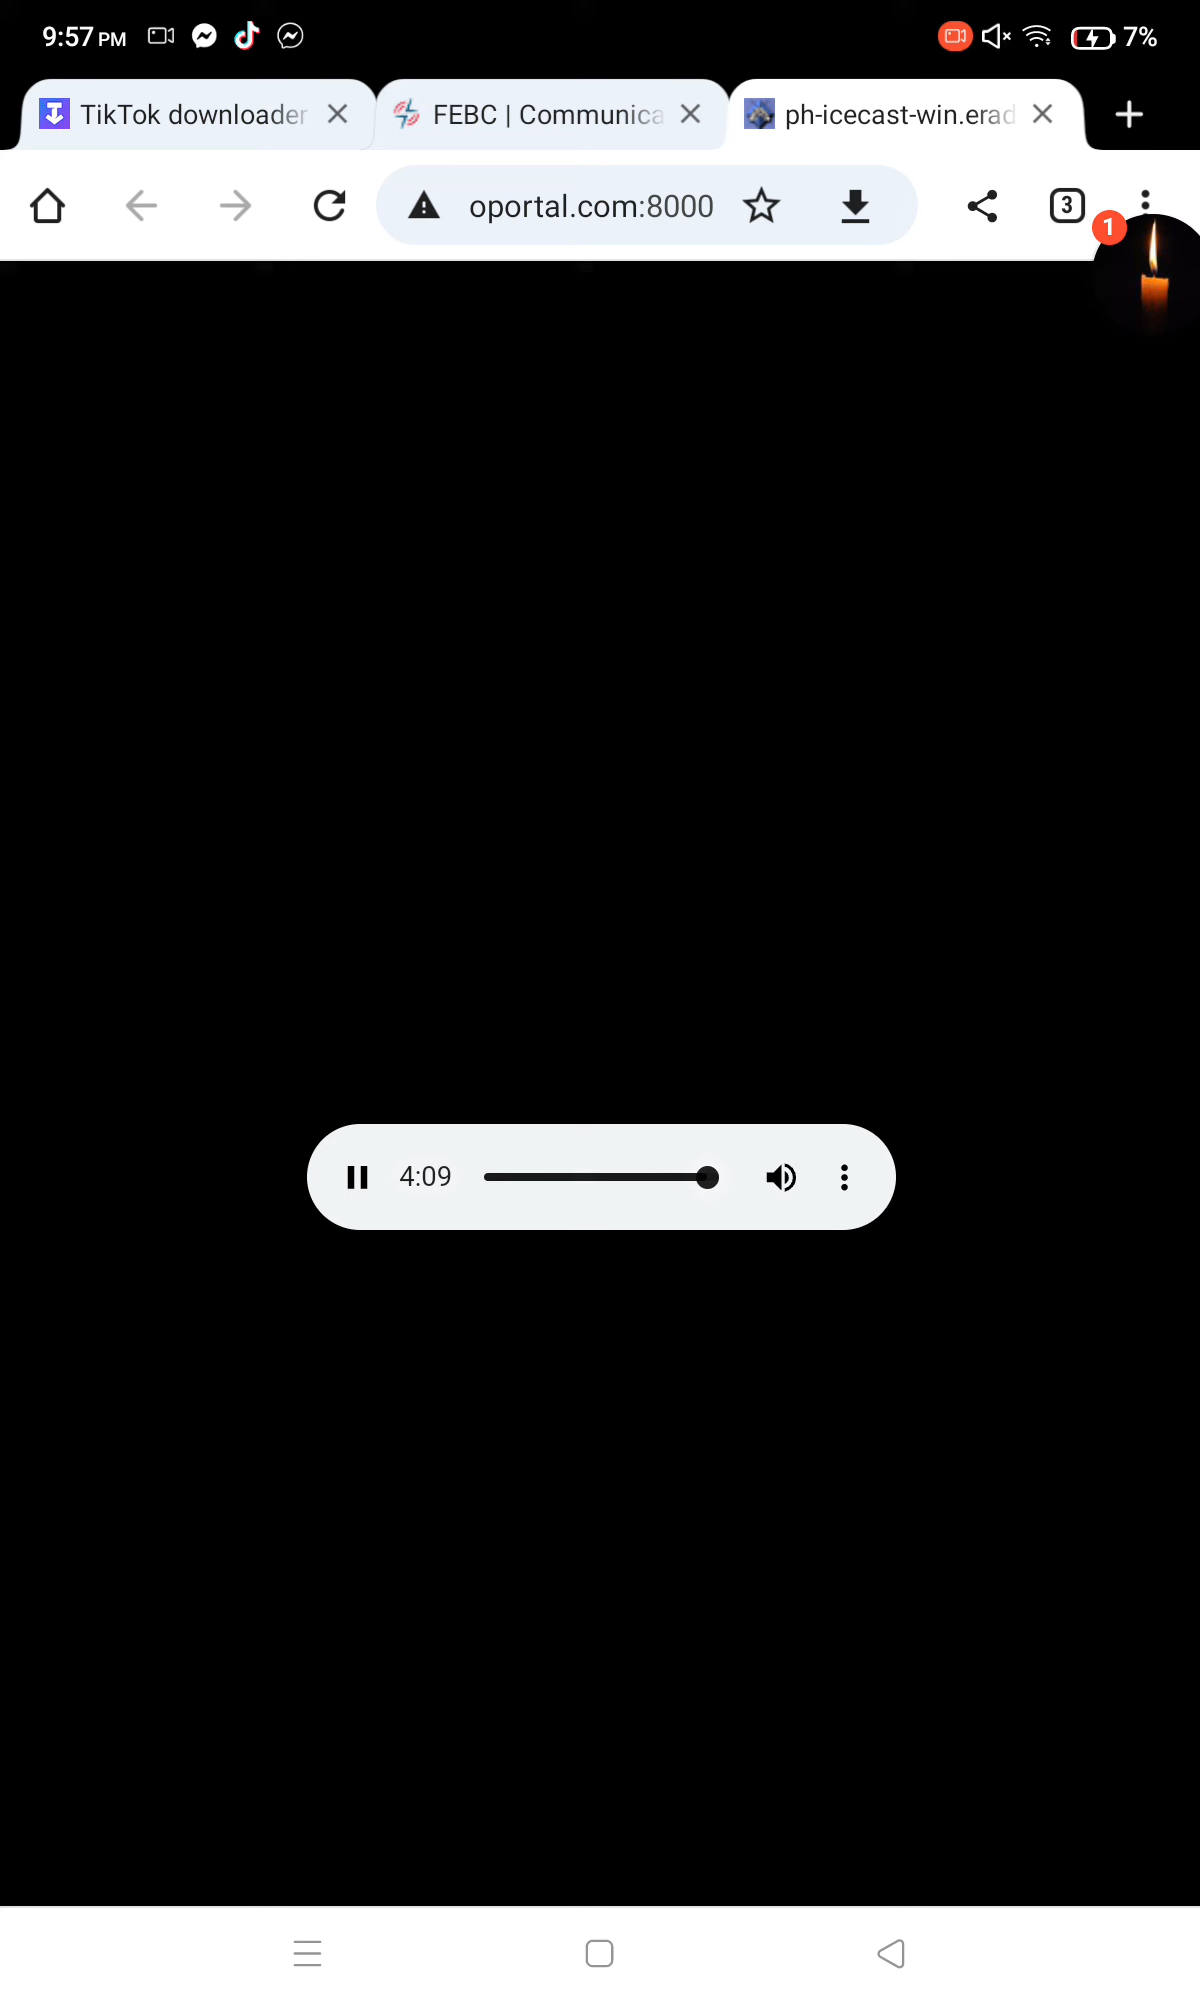 9:57 PM 7%
TikTok downloader FEBC | Communica ph-icecast-win.erad
oportal.com:8000 3
1
4:09